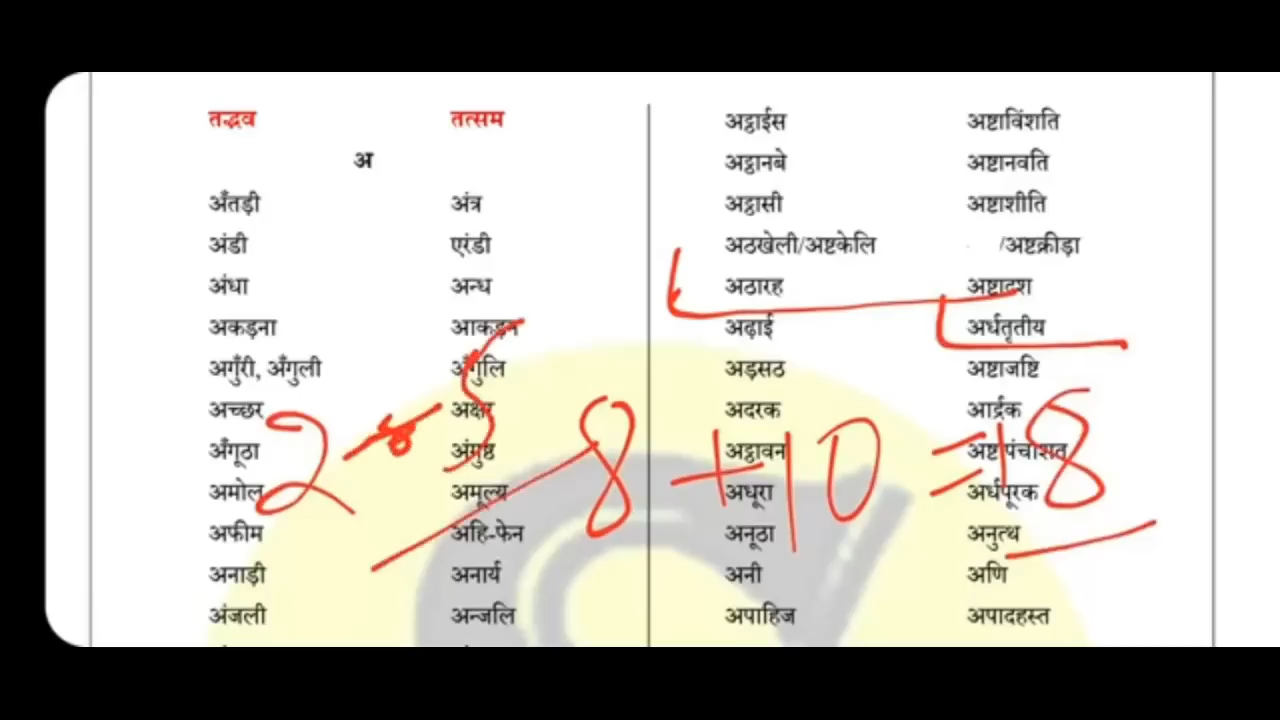 तद्भव तत्सम
अ
अँतड़ी अंत्र
अंडी एरंडी
अंधा अन्ध
अकड़ना आकड़न
अगुँरी, अँगुली अँगुलि
अच्छर अक्षर
अँगूठा अंगुष्ठ
अमोल अमूल्य
अफीम अहि-फेन
अनाड़ी अनार्य
अंजली अन्जलि
अट्ठाईस अष्टाविंशति
अट्ठानबे अष्टानवति
अट्ठासी अष्टाशीति
अठखेली/अष्टकेलि /अष्टक्रीड़ा
अठारह अष्टादश
अढ़ाई अर्धतृतीय
अड़सठ अष्टाजष्टि
अदरक आर्द्रक
अट्ठावन अष्टपंचाशत
अधूरा अर्धपूरक
अनूठा अनुत्थ
अनी अणि
अपाहिज अपादहस्त
2 8 + 10 = 18